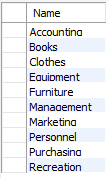 Name
Accounting
Books
Clothes
Equipment
Furniture
Management
Marketing
Personnel
Purchasing
Recreation